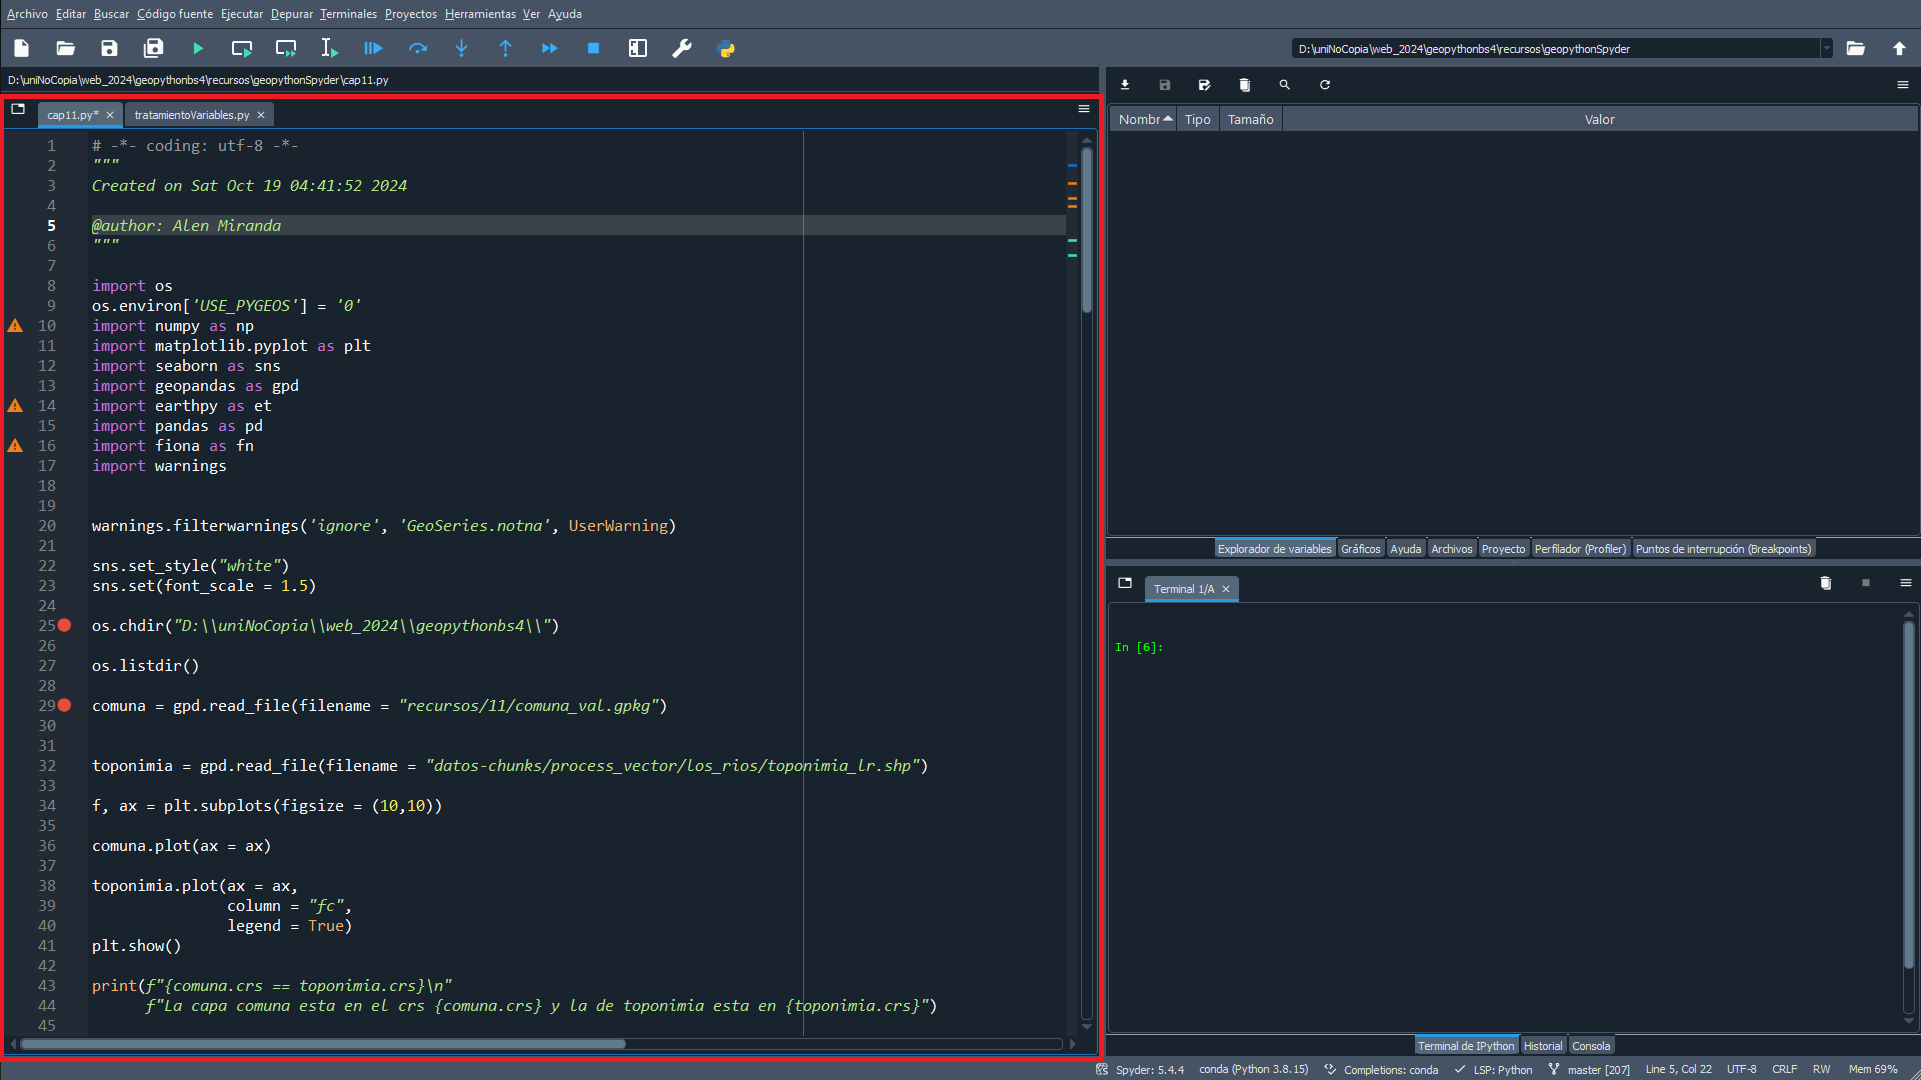 Archivo Editar Buscar Código fuente Ejecutar Depurar Terminales Proyectos Herramientas Ver Ayuda
D:\uniNoCopia\web_2024\geopythonbs4\recursos\geopythonSpyder
D:\uniNoCopia\web_2024\geopythonbs4\recursos\geopythonSpyder\cap11.py
cap11.py* tratamientoVariables.py
1 # -*- coding: utf-8 -*-
2 """
3 Created on Sat Oct 19 04:41:52 2024
4
5 @author: Alen Miranda
6 """
7
8 import os
9 os.environ['USE_PYGEOS'] = '0'
10 import numpy as np
11 import matplotlib.pyplot as plt
12 import seaborn as sns
13 import geopandas as gpd
14 import earthpy as et
15 import pandas as pd
16 import fiona as fn
17 import warnings
18
19
20 warnings.filterwarnings('ignore', 'GeoSeries.notna', UserWarning)
21
22 sns.set_style("white")
23 sns.set(font_scale = 1.5)
24
25 os.chdir("D:\\uniNoCopia\\web_2024\\geopythonbs4\\")
26
27 os.listdir()
28
29 comuna = gpd.read_file(filename = "recursos/11/comuna_val.gpkg")
30
31
32 toponimia = gpd.read_file(filename = "datos-chunks/process_vector/los_rios/toponimia_lr.shp")
33
34 f, ax = plt.subplots(figsize = (10,10))
35
36 comuna.plot(ax = ax)
37
38 toponimia.plot(ax = ax,
39 column = "fc",
40 legend = True)
41 plt.show()
42
43 print(f"{comuna.crs == toponimia.crs}\n"
44 f"La capa comuna esta en el crs {comuna.crs} y la de toponimia esta en {toponimia.crs}")
45
Nombr Tipo Tamaño Valor
Explorador de variables Gráficos Ayuda Archivos Proyecto Perfilador (Profiler) Puntos de interrupción (Breakpoints)
Terminal 1/A
In [6]:
Terminal de IPython Historial Consola
Spyder: 5.4.4 conda (Python 3.8.15) Completions: conda LSP: Python master [207] Line 5, Col 22 UTF-8 CRLF RW Mem 69%